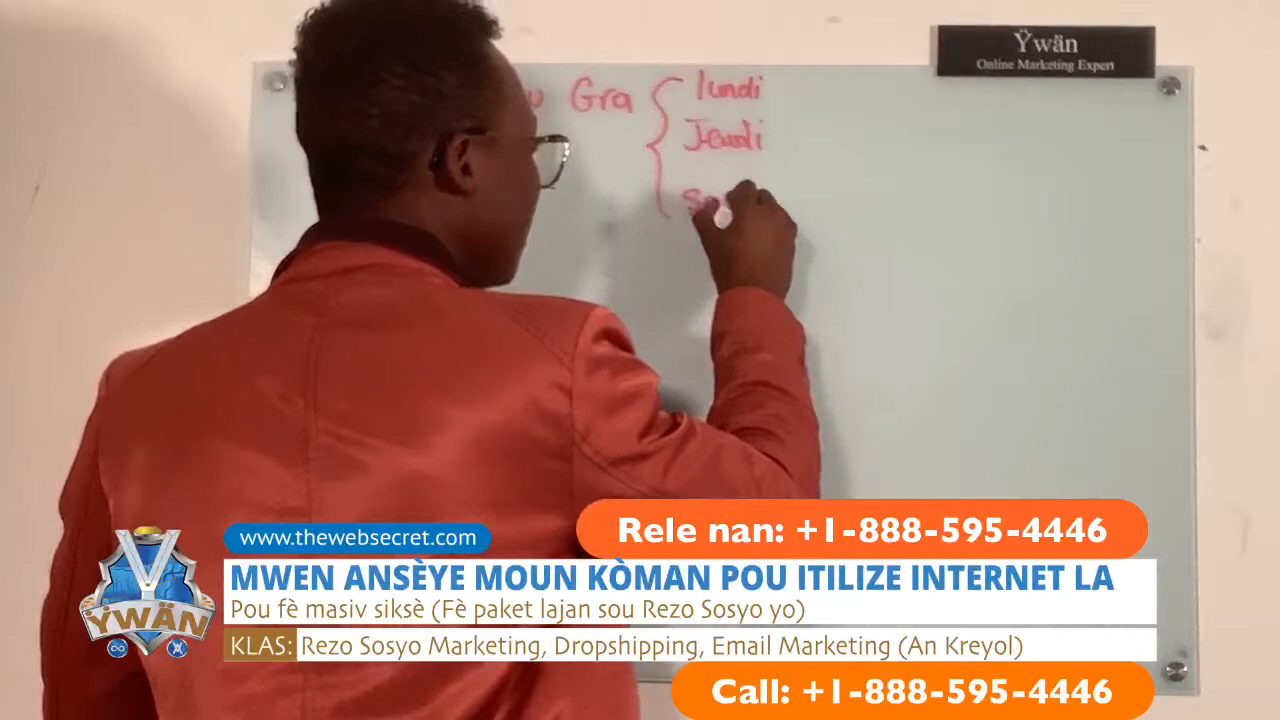 Ÿwän
Online Marketing Expert
Gra
lundi
Jeudi
www.thewebsecret.com
Rele nan: +1-888-595-4446
MWEN ANSÈYE MOUN KÒMAN POU ITILIZE INTERNET LA
Pou fè masiv siksè (Fè paket lajan sou Rezo Sosyo yo)
KLAS: Rezo Sosyo Marketing, Dropshipping, Email Marketing (An Kreyol)
ŸWÄN
Call: +1-888-595-4446